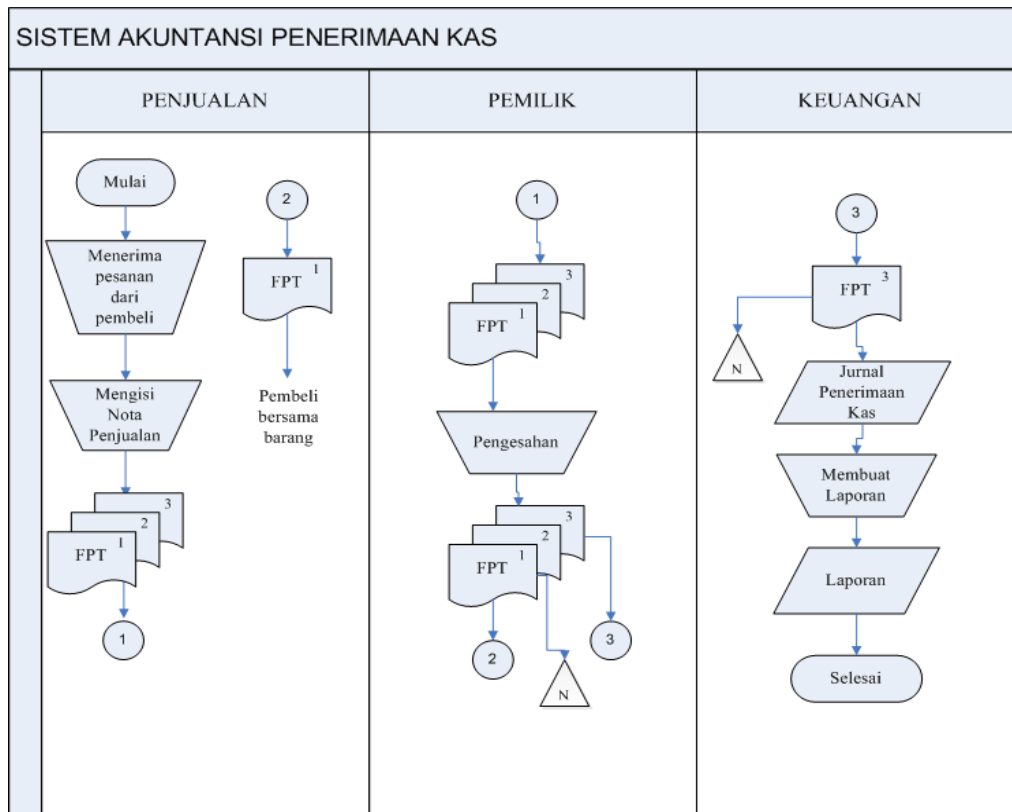 SISTEM AKUNTANSI PENERIMAAN KAS
PENJUALAN
PEMILIK
KEUANGAN
Mulai
Menerima
pesanan
dari
pembeli
Mengisi
Nota
Penjualan
3
2
1
FPT
1
2
1
FPT
Pembeli
bersama
barang
1
3
2
1
FPT
Pengesahan
3
2
1
FPT
2
N
3
3
3
FPT
N
Jurnal
Penerimaan
Kas
Membuat
Laporan
Laporan
Selesai